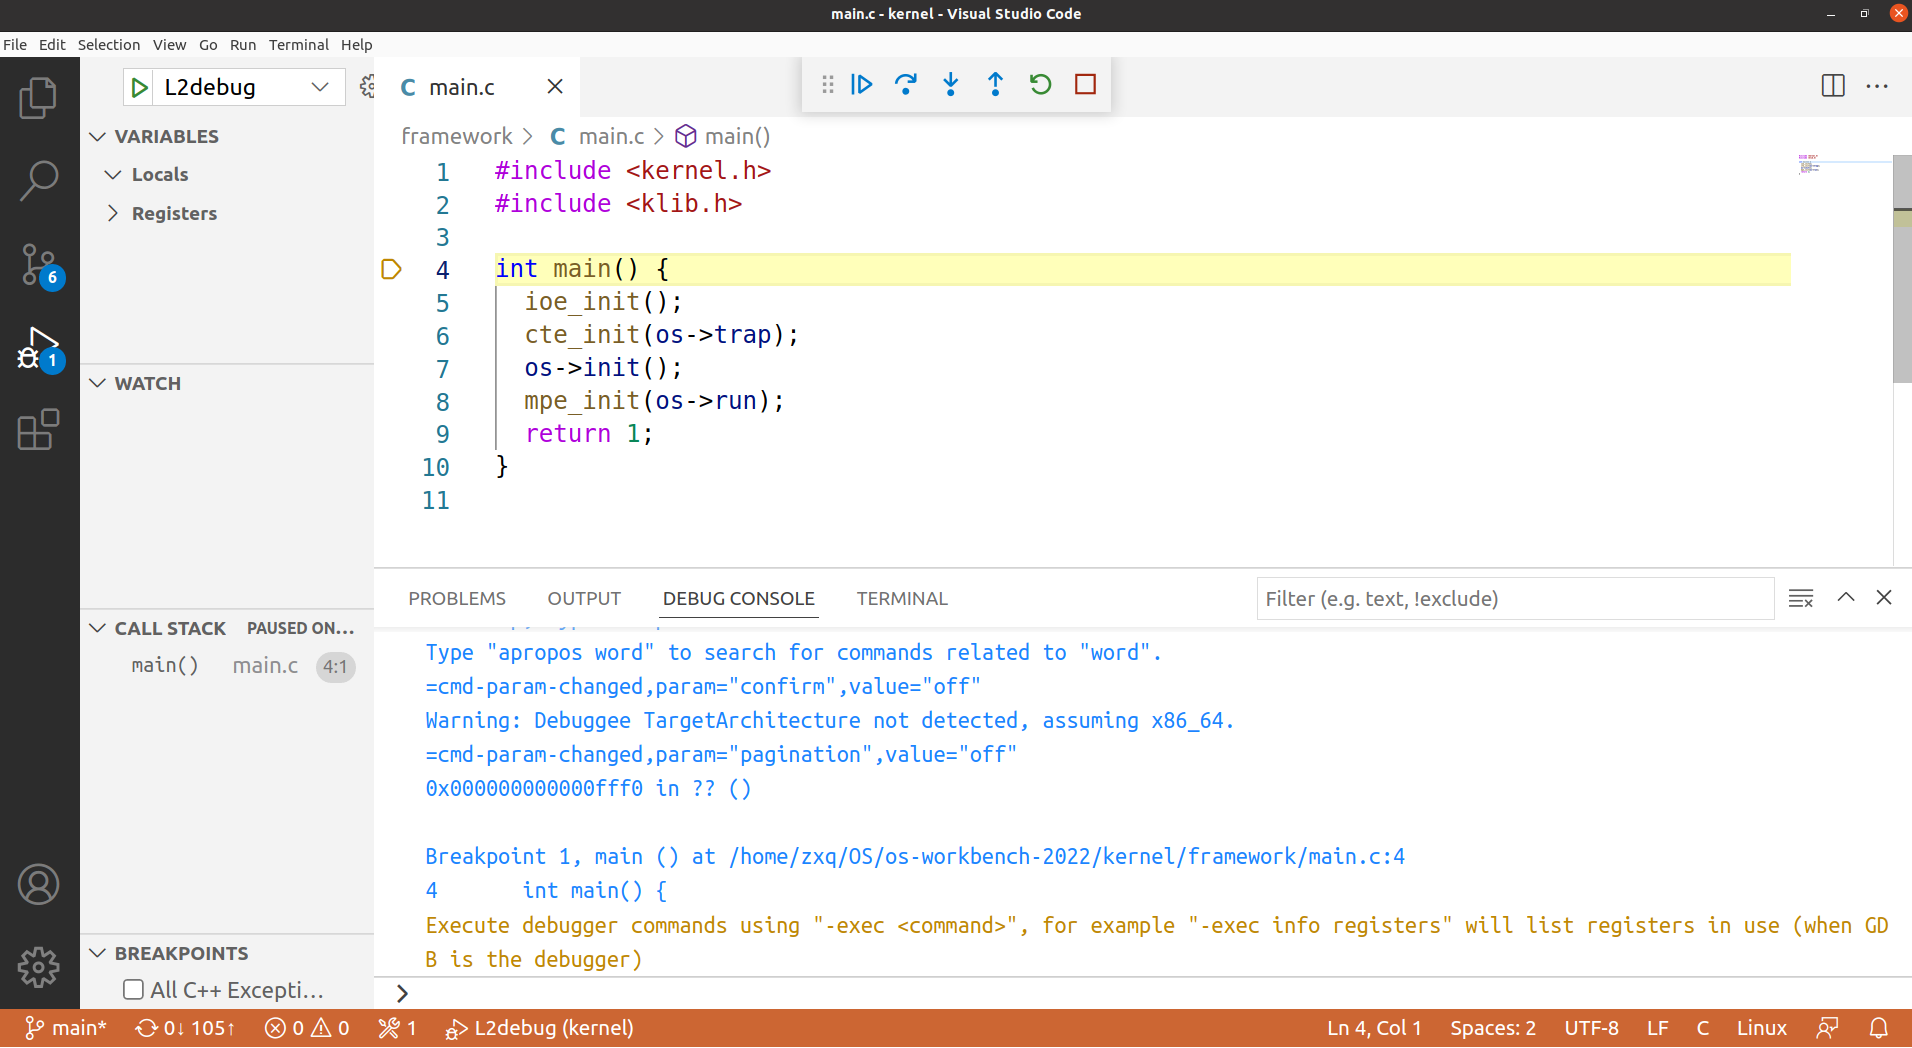 main.c - kernel - Visual Studio Code
File Edit Selection View Go Run Terminal Help
L2debug
VARIABLES
Locals
Registers
WATCH
CALL STACK PAUSED ON...
main() main.c 4:1
BREAKPOINTS
All C++ Excepti...
6
1
main.c
framework > C main.c > main()
1 #include <kernel.h>
2 #include <klib.h>
3
4 int main() {
5 ioe_init();
6 cte_init(os->trap);
7 os->init();
8 mpe_init(os->run);
9 return 1;
10 }
11
PROBLEMS OUTPUT DEBUG CONSOLE TERMINAL
Filter (e.g. text, !exclude)
Type "apropos word" to search for commands related to "word".
=cmd-param-changed,param="confirm",value="off"
Warning: Debuggee TargetArchitecture not detected, assuming x86_64.
=cmd-param-changed,param="pagination",value="off"
0x000000000000fff0 in ?? ()
Breakpoint 1, main () at /home/zxq/OS/os-workbench-2022/kernel/framework/main.c:4
4 int main() {
Execute debugger commands using "-exec <command>", for example "-exec info registers" will list registers in use (when GD
B is the debugger)
main* 0↓ 105↑ 0 0 1 L2debug (kernel) Ln 4, Col 1 Spaces: 2 UTF-8 LF C Linux